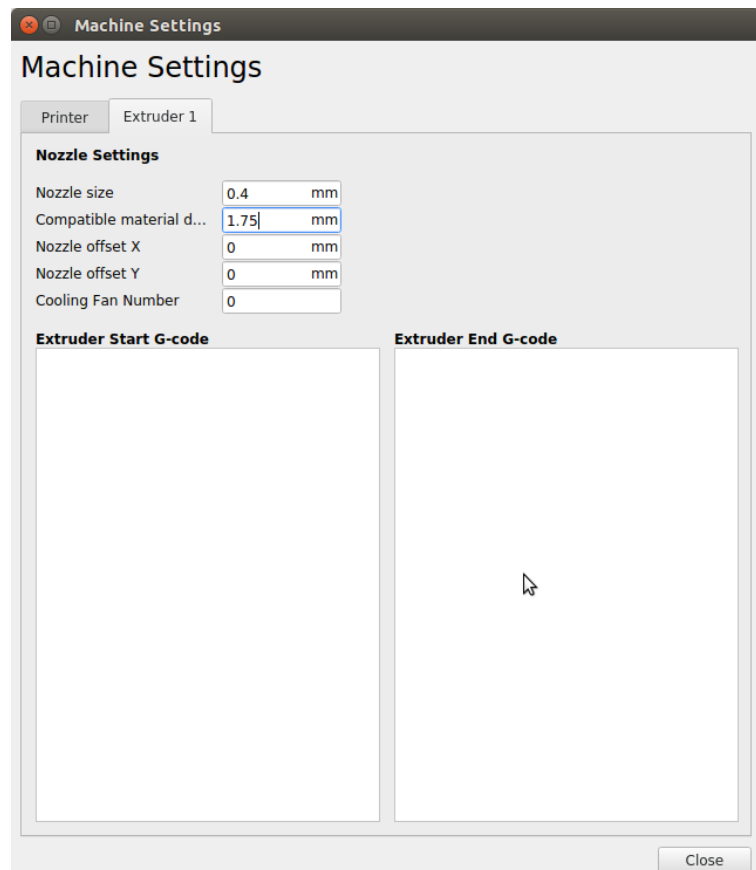 Machine Settings
Machine Settings
Printer Extruder 1
Nozzle Settings
Nozzle size 0.4 mm
Compatible material d... 1.75 mm
Nozzle offset X 0 mm
Nozzle offset Y 0 mm
Cooling Fan Number 0
Extruder Start G-code Extruder End G-code
Close